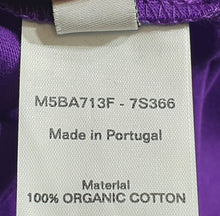 M5BA713F - 7S366
Made in Portugal
Material
100% ORGANIC COTTON